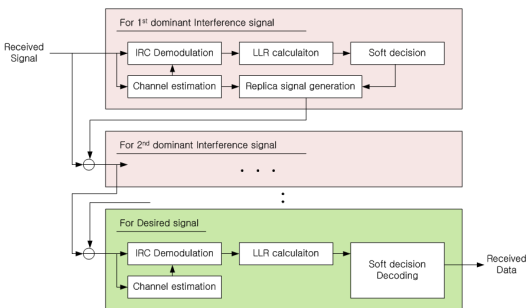 For 1st dominant Interference signal
Received
Signal
IRC Demodulation
LLR calculaiton
Soft decision
Channel estimation
Replica signal generation
For 2nd dominant Interference signal
. . .
For Desired signal
IRC Demodulation
LLR calculaiton
Soft decision
Decoding
Channel estimation
Received
Data